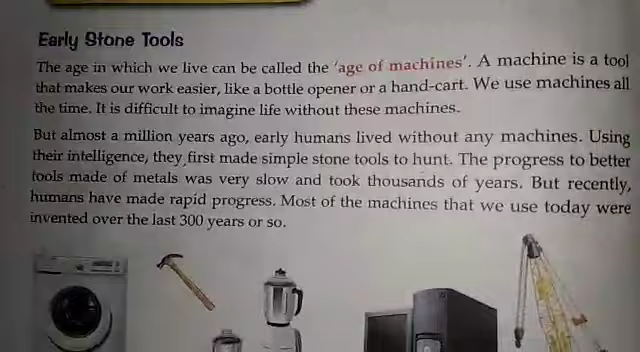 Early Stone Tools
The age in which we live can be called the 'age of machines'. A machine is a tool
that makes our work easier, like a bottle opener or a hand-cart. We use machines all
the time. It is difficult to imagine life without these machines.
But almost a million years ago, early humans lived without any machines. Using
their intelligence, they first made simple stone tools to hunt. The progress to better
tools made of metals was very slow and took thousands of years. But recently,
humans have made rapid progress. Most of the machines that we use today were
invented over the last 300 years or so.